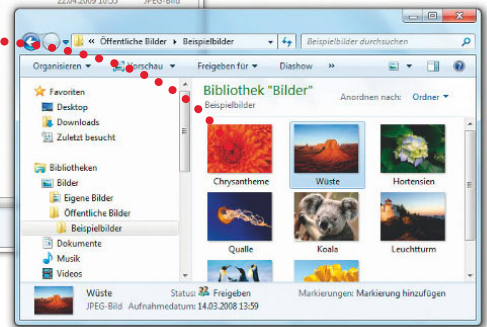 22.04.2009 10:55 JPEG-Bild
« Öffentliche Bilder ▸ Beispielbilder
Beispielbilder durchsuchen
Organisieren ▾ Vorschau ▾ Freigeben für ▾ Diashow »
Favoriten
Desktop
Downloads
Zuletzt besucht
Bibliotheken
Bilder
Eigene Bilder
Öffentliche Bilder
Beispielbilder
Dokumente
Musik
Videos
Bibliothek "Bilder"
Beispielbilder
Anordnen nach: Ordner ▾
Chrysantheme Wüste Hortensien
Qualle Koala Leuchtturm
Wüste Status: Freigeben Markierungen: Markierung hinzufügen
JPEG-Bild Aufnahmedatum: 14.03.2008 13:59